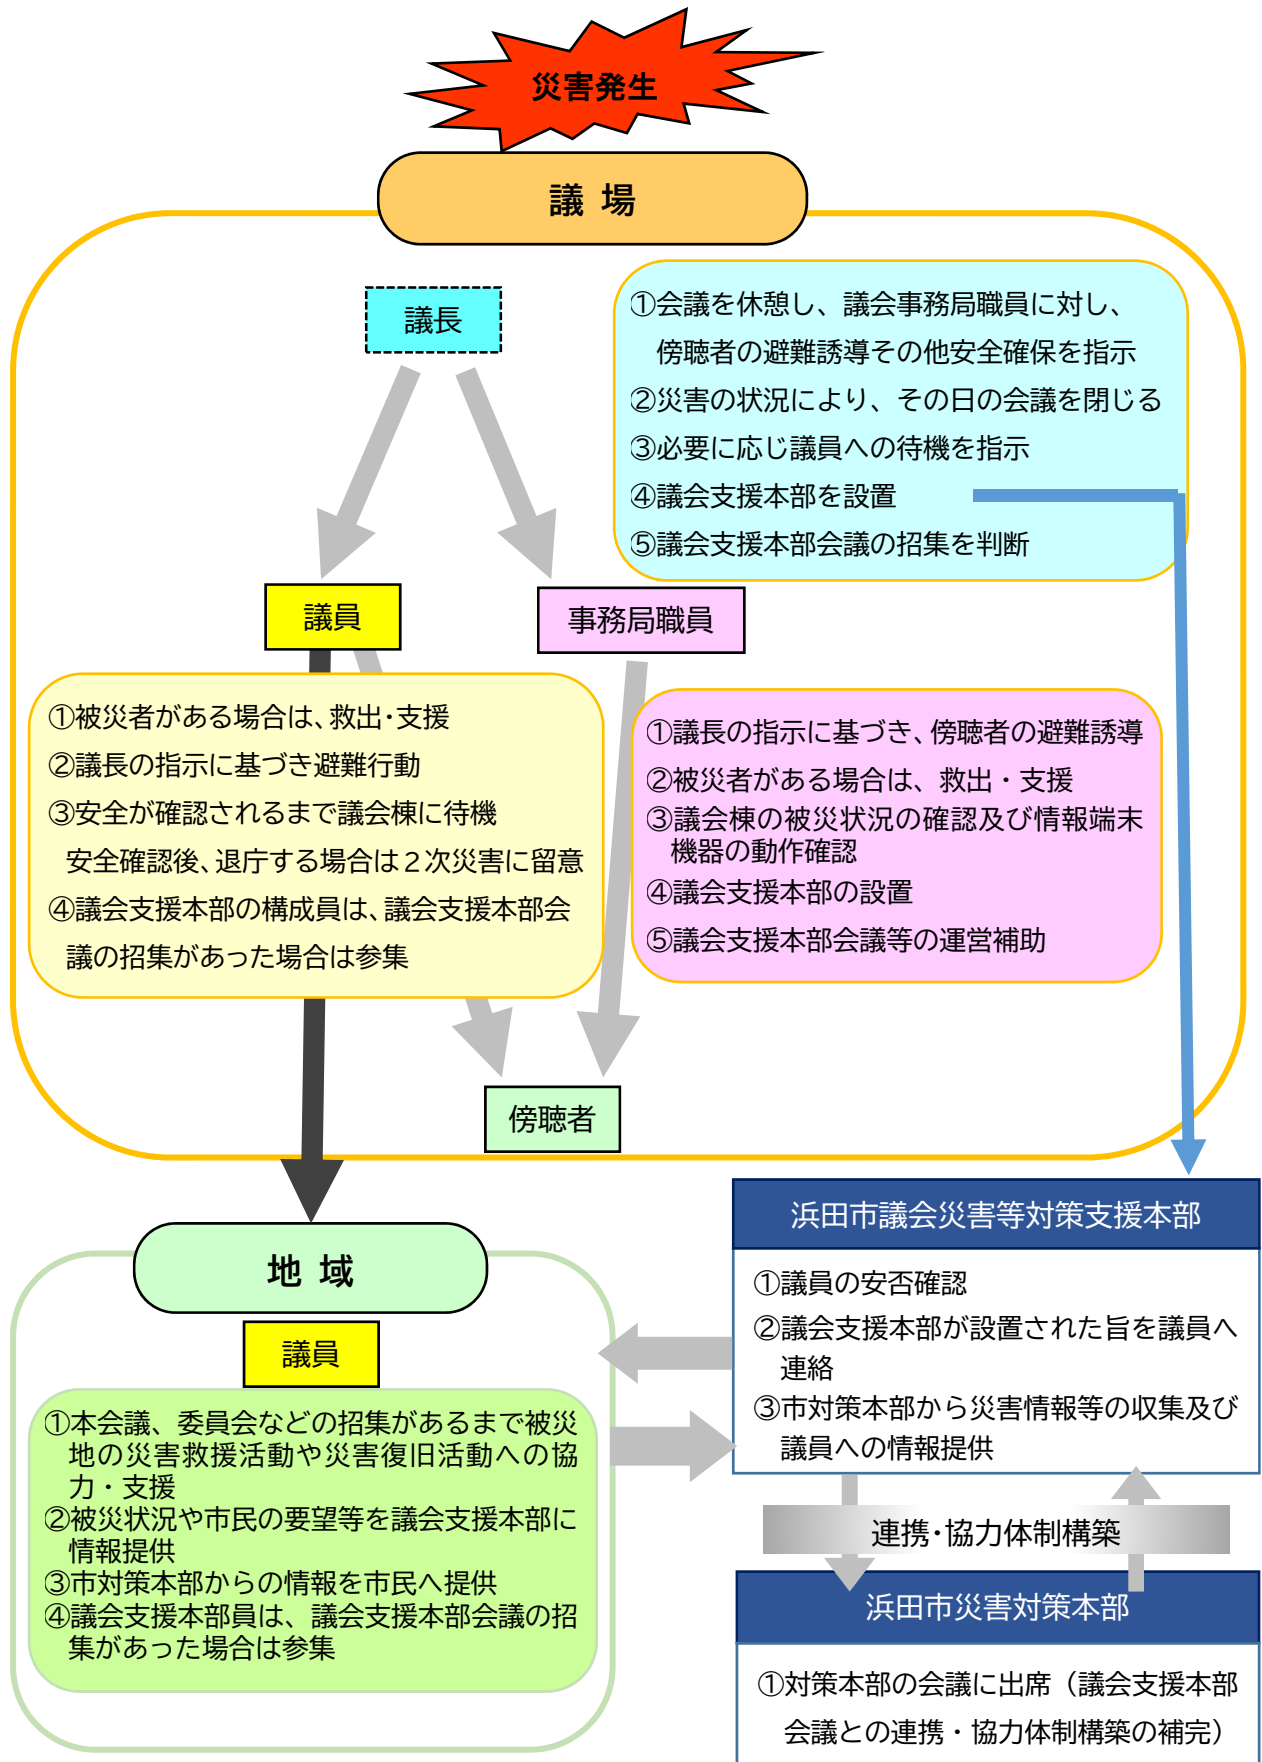 災害発生
議 場
議長
①会議を休憩し、議会事務局職員に対し、
傍聴者の避難誘導その他安全確保を指示
②災害の状況により、その日の会議を閉じる
③必要に応じ議員への待機を指示
④議会支援本部を設置
⑤議会支援本部会議の招集を判断
議員
事務局職員
①被災者がある場合は、救出・支援
②議長の指示に基づき避難行動
③安全が確認されるまで議会棟に待機
安全確認後、退庁する場合は２次災害に留意
④議会支援本部の構成員は、議会支援本部会
議の招集があった場合は参集
①議長の指示に基づき、傍聴者の避難誘導
②被災者がある場合は、救出・支援
③議会棟の被災状況の確認及び情報端末
機器の動作確認
④議会支援本部の設置
⑤議会支援本部会議等の運営補助
傍聴者
地 域
議員
①本会議、委員会などの招集があるまで被災
地の災害救援活動や災害復旧活動への協
力・支援
②被災状況や市民の要望等を議会支援本部に
情報提供
③市対策本部からの情報を市民へ提供
④議会支援本部員は、議会支援本部会議の招
集があった場合は参集
浜田市議会災害等対策支援本部
①議員の安否確認
②議会支援本部が設置された旨を議員へ
連絡
③市対策本部から災害情報等の収集及び
議員への情報提供
連携・協力体制構築
浜田市災害対策本部
①対策本部の会議に出席（議会支援本部
会議との連携・協力体制構築の補完）